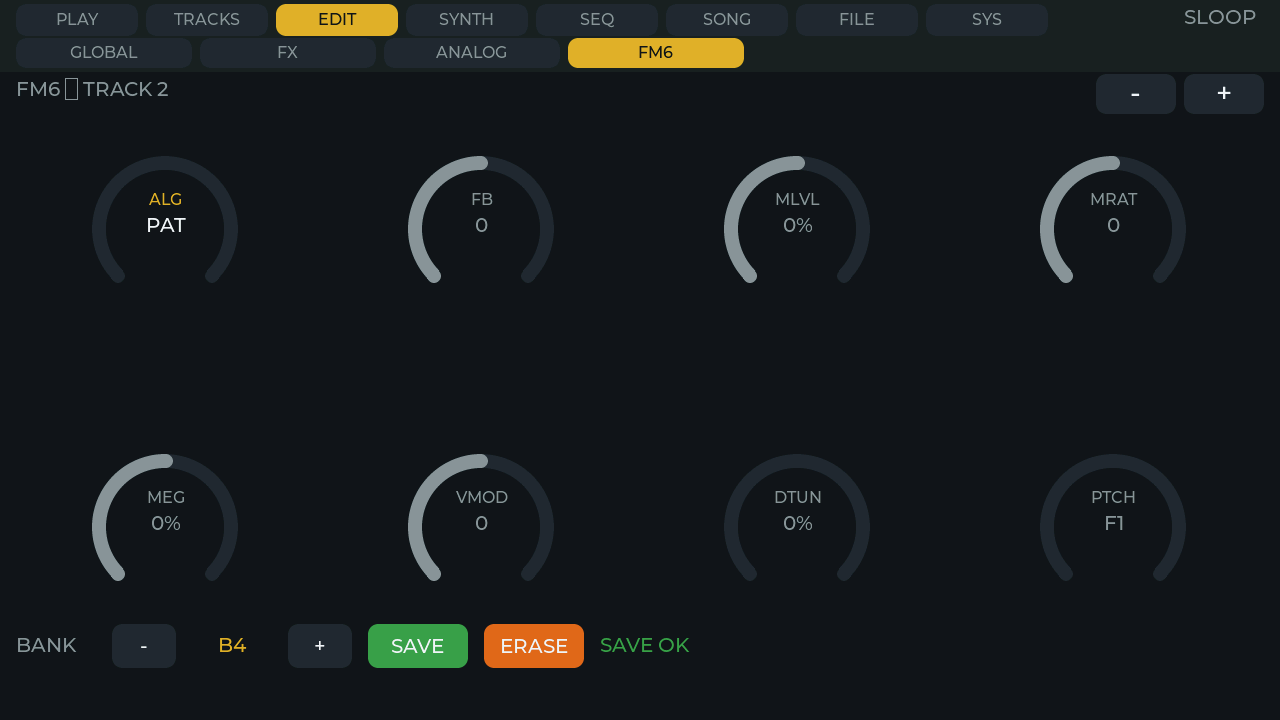 PLAY TRACKS EDIT SYNTH SEQ SONG FILE SYS SLOOP
GLOBAL FX ANALOG FM6
FM6 TRACK 2 - +
ALG FB MLVL MRAT
PAT 0 0% 0
MEG VMOD DTUN PTCH
0% 0 0% F1
BANK - B4 + SAVE ERASE SAVE OK